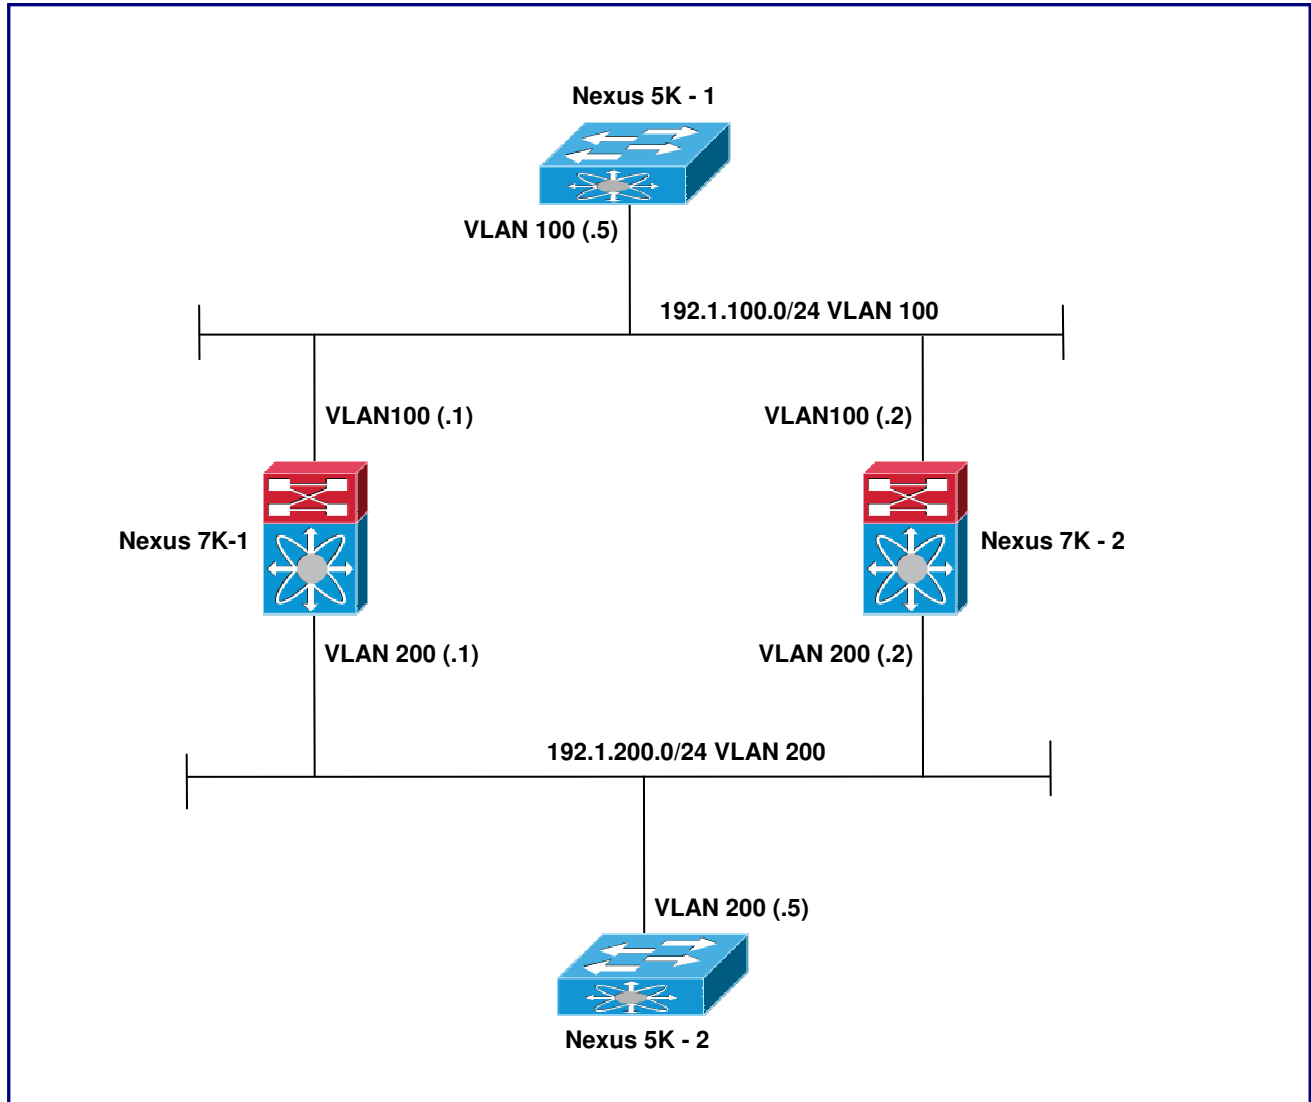 Nexus 5K - 1
VLAN 100 (.5)
192.1.100.0/24 VLAN 100
VLAN100 (.1)
VLAN100 (.2)
Nexus 7K-1
Nexus 7K - 2
VLAN 200 (.1)
VLAN 200 (.2)
192.1.200.0/24 VLAN 200
VLAN 200 (.5)
Nexus 5K - 2